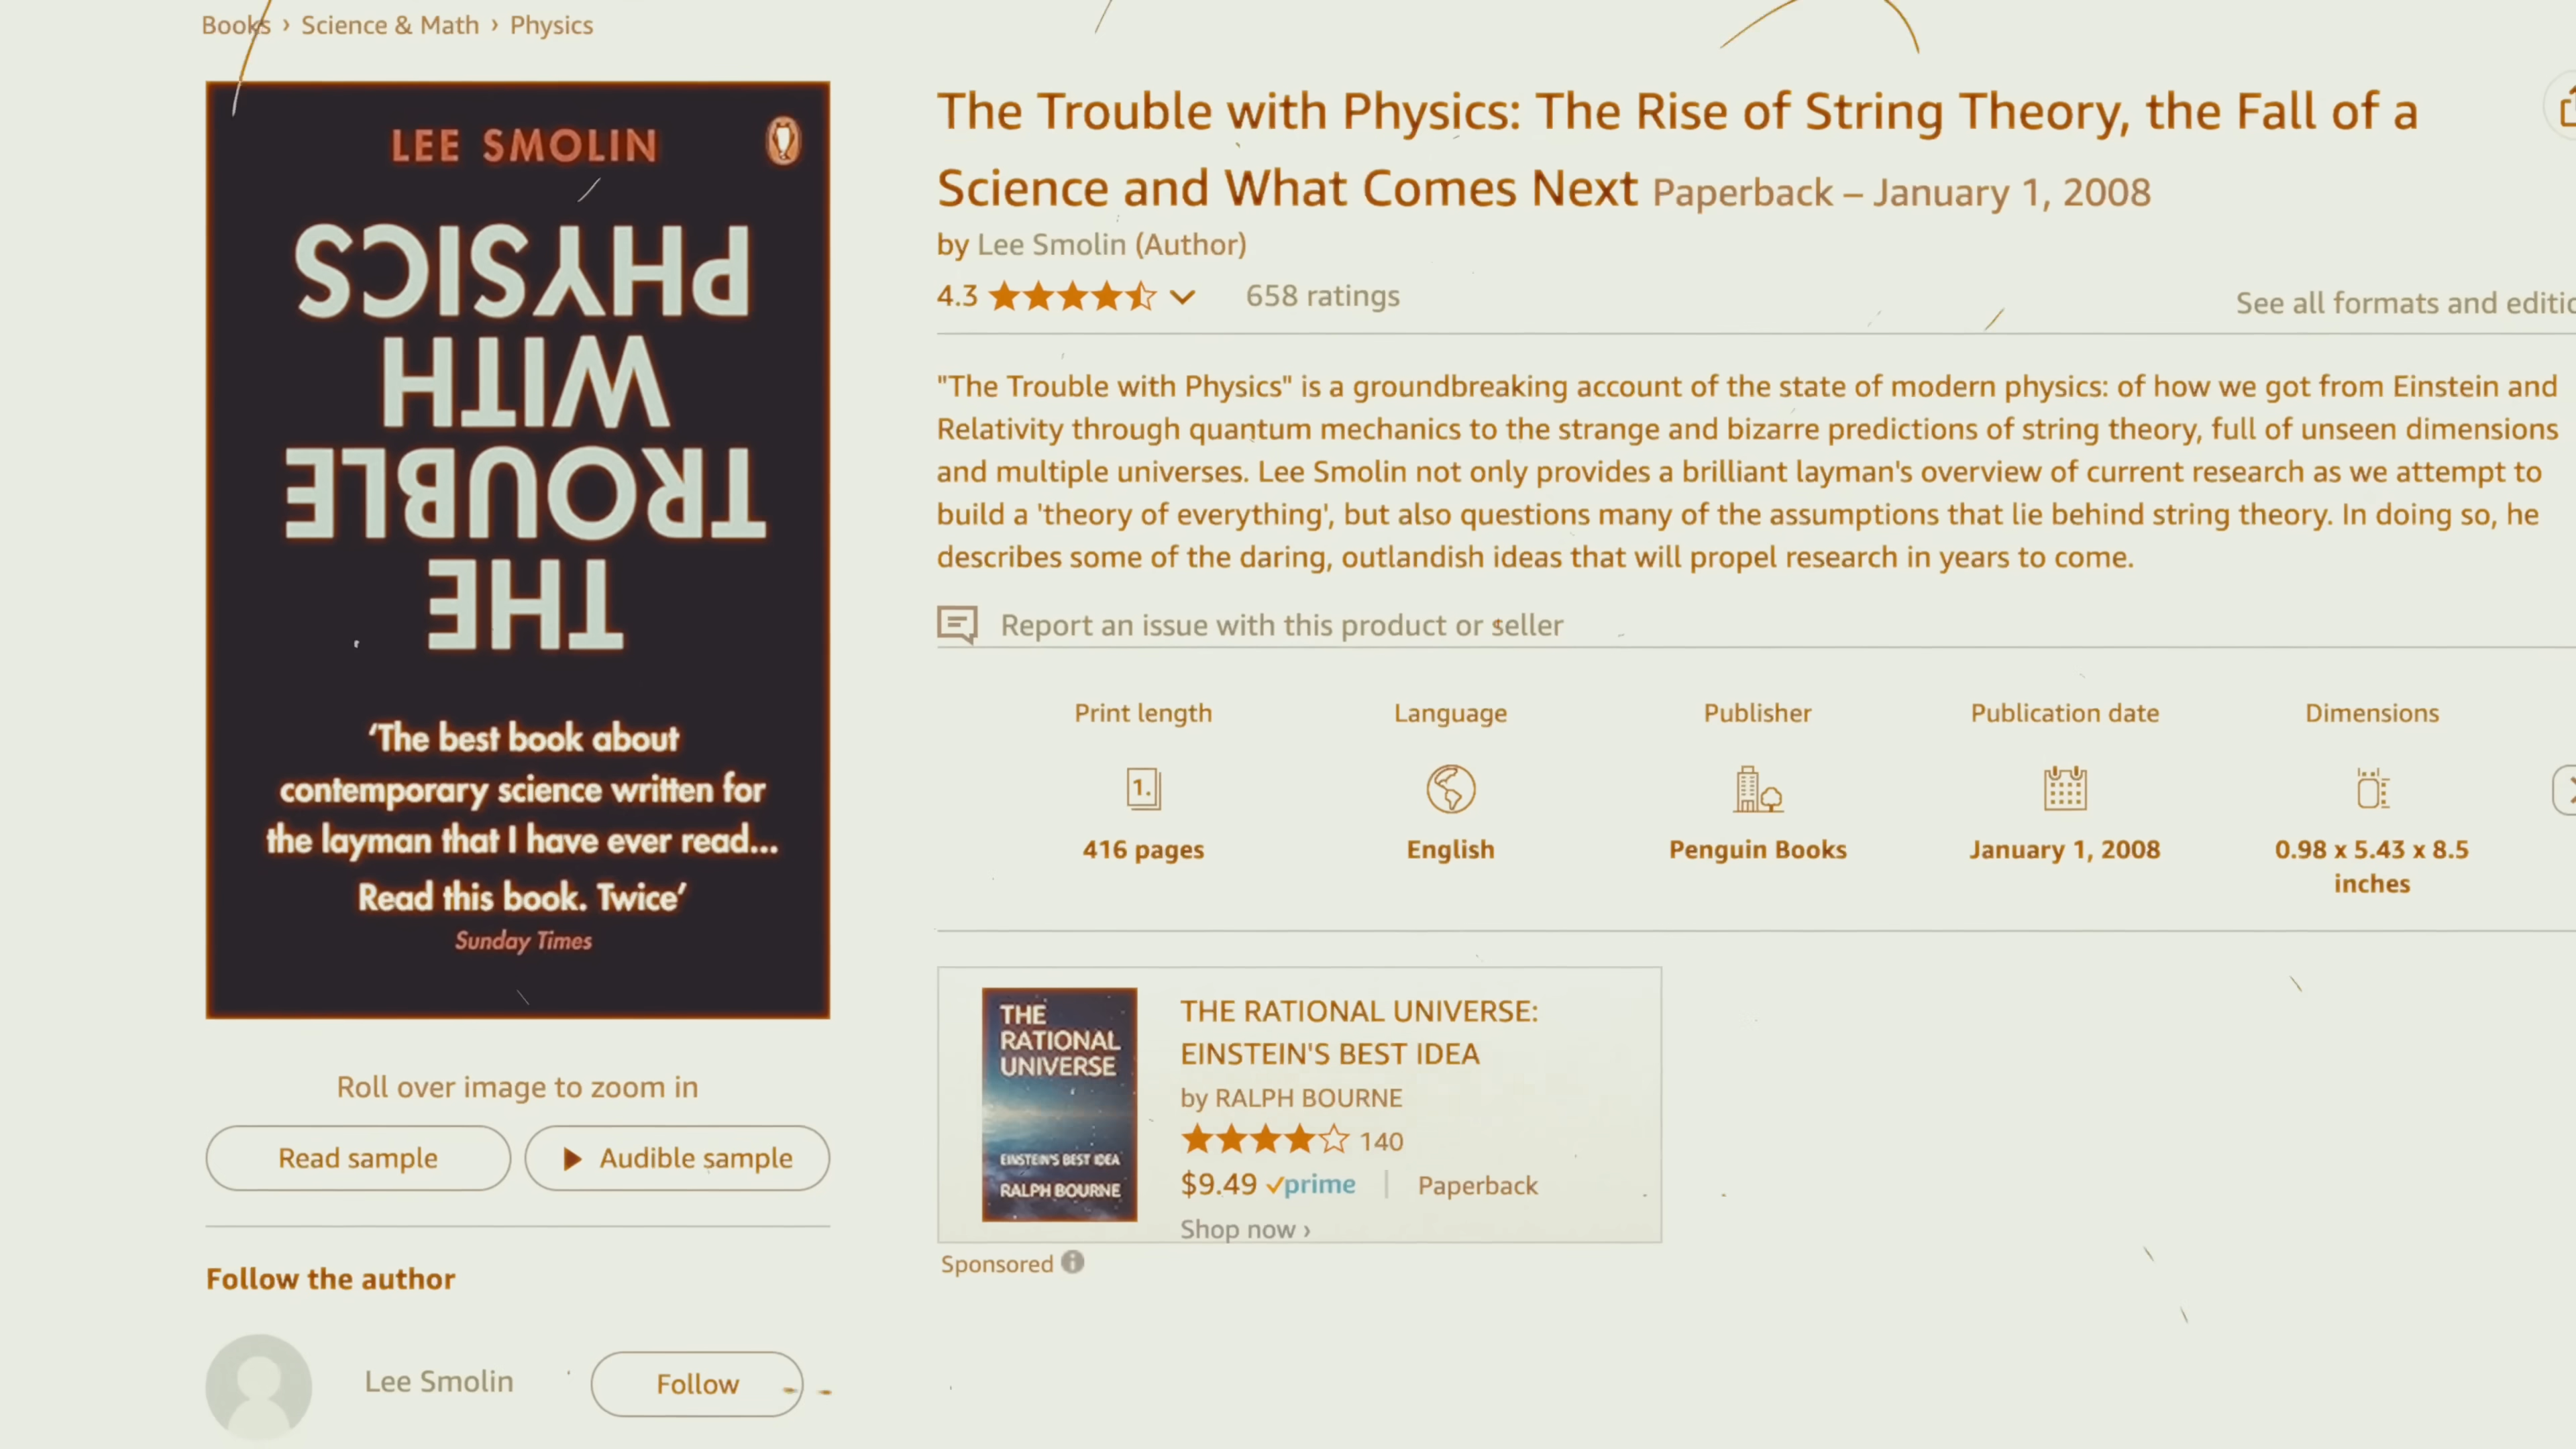 Books › Science & Math › Physics
LEE SMOLIN
THE
TROUBLE
WITH
PHYSICS
‘The best book about
contemporary science written for
the layman that I have ever read...
Read this book. Twice’
Sunday Times
Roll over image to zoom in
Read sample
Audible sample
Follow the author
Lee Smolin
Follow
The Trouble with Physics: The Rise of String Theory, the Fall of a
Science and What Comes Next Paperback – January 1, 2008
by Lee Smolin (Author)
4.3 658 ratings
See all formats and
"The Trouble with Physics" is a groundbreaking account of the state of modern physics: of how we got from Einstein and
Relativity through quantum mechanics to the strange and bizarre predictions of string theory, full of unseen dimensions
and multiple universes. Lee Smolin not only provides a brilliant layman's overview of current research as we attempt to
build a 'theory of everything', but also questions many of the assumptions that lie behind string theory. In doing so, he
describes some of the daring, outlandish ideas that will propel research in years to come.
Report an issue with this product or seller
Print length
1.
416 pages
Language
English
Publisher
Penguin Books
Publication date
January 1, 2008
Dimensions
0.98 x 5.43 x 8.5
inches
THE
RATIONAL
UNIVERSE
EINSTEIN'S BEST IDEA
RALPH BOURNE
THE RATIONAL UNIVERSE:
EINSTEIN'S BEST IDEA
by RALPH BOURNE
140
$9.49 prime | Paperback
Shop now ›
Sponsored